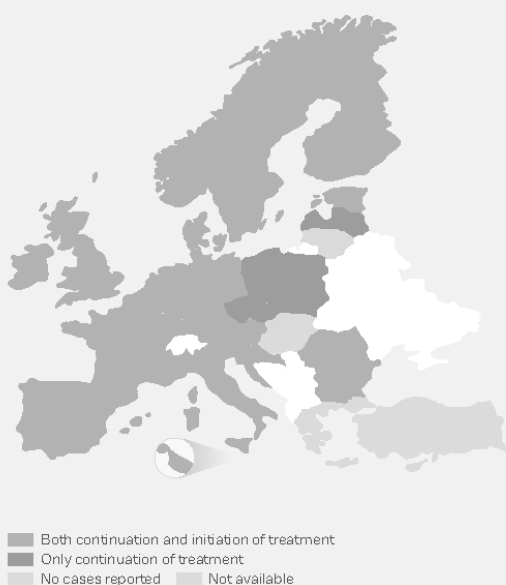 Both continuation and initiation of treatment
Only continuation of treatment
No cases reported Not available